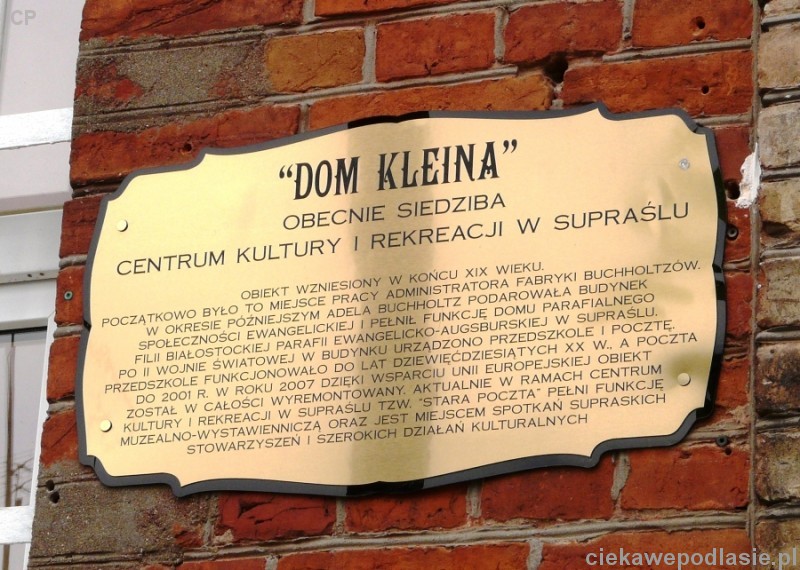 CP
“DOM KLEINA”
OBECNIE SIEDZIBA
CENTRUM KULTURY I REKREACJI W SUPRAŚLU
OBIEKT WZNIESIONY W KOŃCU XIX WIEKU.
POCZĄTKOWO BYŁO TO MIEJSCE PRACY ADMINISTRATORA FABRYKI BUCHHOLTZÓW.
W OKRESIE PÓŹNIEJSZYM ADELA BUCHHOLTZ PODAROWAŁA BUDYNEK
SPOŁECZNOŚCI EWANGELICKIEJ I PEŁNIŁ FUNKCJĘ DOMU PARAFIALNEGO
FILII BIAŁOSTOCKIEJ PARAFII EWANGELICKO-AUGSBURSKIEJ W SUPRAŚLU.
PO II WOJNIE ŚWIATOWEJ W BUDYNKU URZĄDZONO PRZEDSZKOLE I POCZTĘ.
PRZEDSZKOLE FUNKCJONOWAŁO DO LAT DZIEWIĘĆDZIESIĄTYCH XX W., A POCZTA
DO 2001 R. W ROKU 2007 DZIĘKI WSPARCIU UNII EUROPEJSKIEJ OBIEKT
ZOSTAŁ W CAŁOŚCI WYREMONTOWANY. AKTUALNIE W RAMACH CENTRUM
KULTURY I REKREACJI W SUPRAŚLU TZW. "STARA POCZTA" PEŁNI FUNKCJĘ
MUZEALNO-WYSTAWIENNICZĄ ORAZ JEST MIEJSCEM SPOTKAŃ SUPRASKICH
STOWARZYSZEŃ I SZEROKICH DZIAŁAŃ KULTURALNYCH
ciekawepodlasie.pl